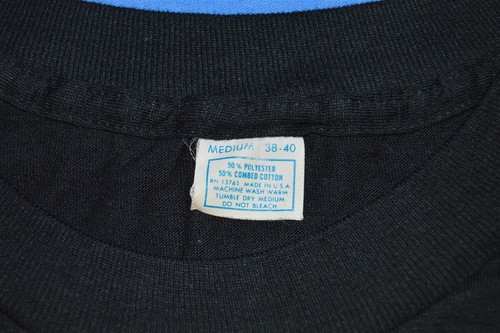 MEDIUM 38-40
50% POLYESTER
50% COMBED COTTON
RN 13765 MADE IN U.S.A
MACHINE WASH WARM
TUMBLE DRY MEDIUM
DO NOT BLEACH